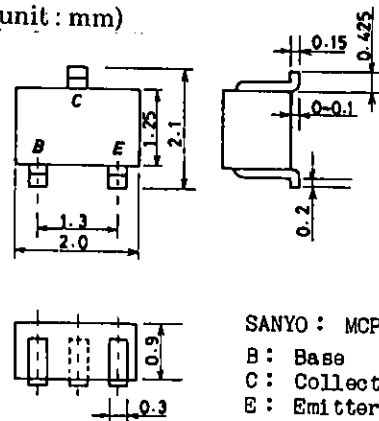 unit : mm)
0.15
0.425
C
B E
1.25
2.1
0~0.1
1.3
2.0
0.2
0.9
0.3
SANYO : MCP
B : Base
C : Collect
E : Emitter